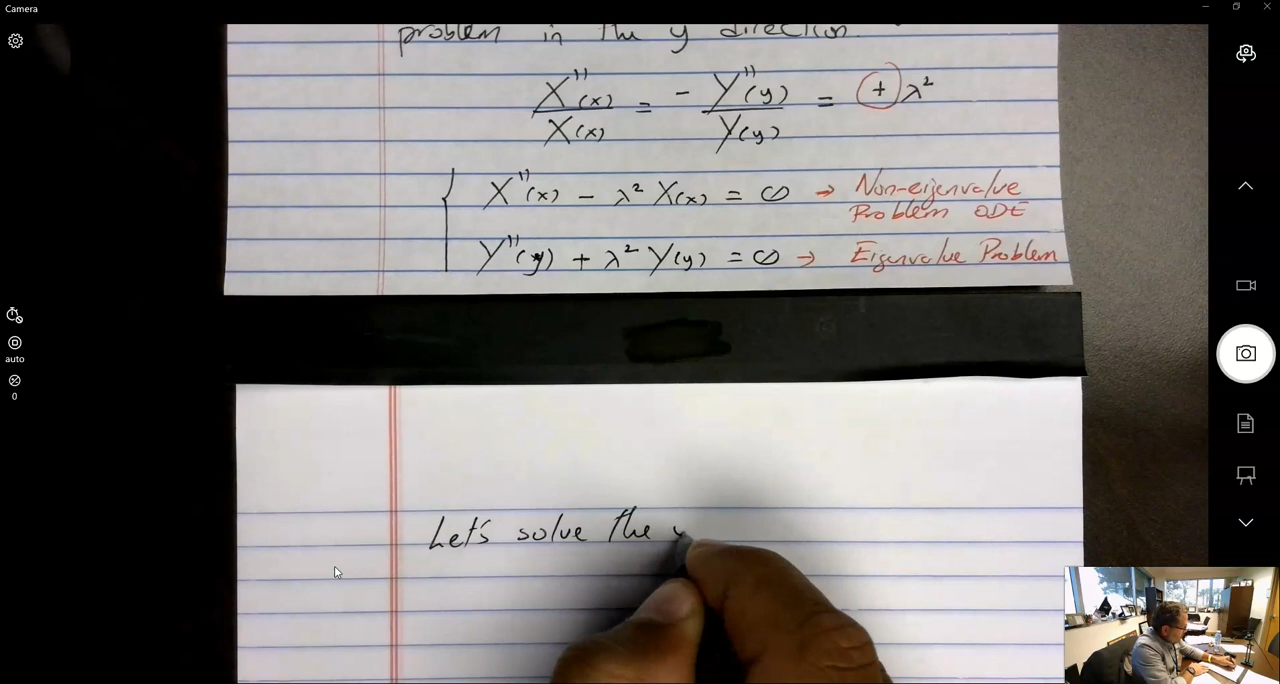 Camera
problem in the y direction
X''(x)/X(x) = - Y''(y)/Y(y) = + λ²
X''(x) - λ² X(x) = 0 → Non-eigenvalue
Problem ODE
Y''(y) + λ² Y(y) = 0 → Eigenvalue Problem
auto
0
Let's solve the